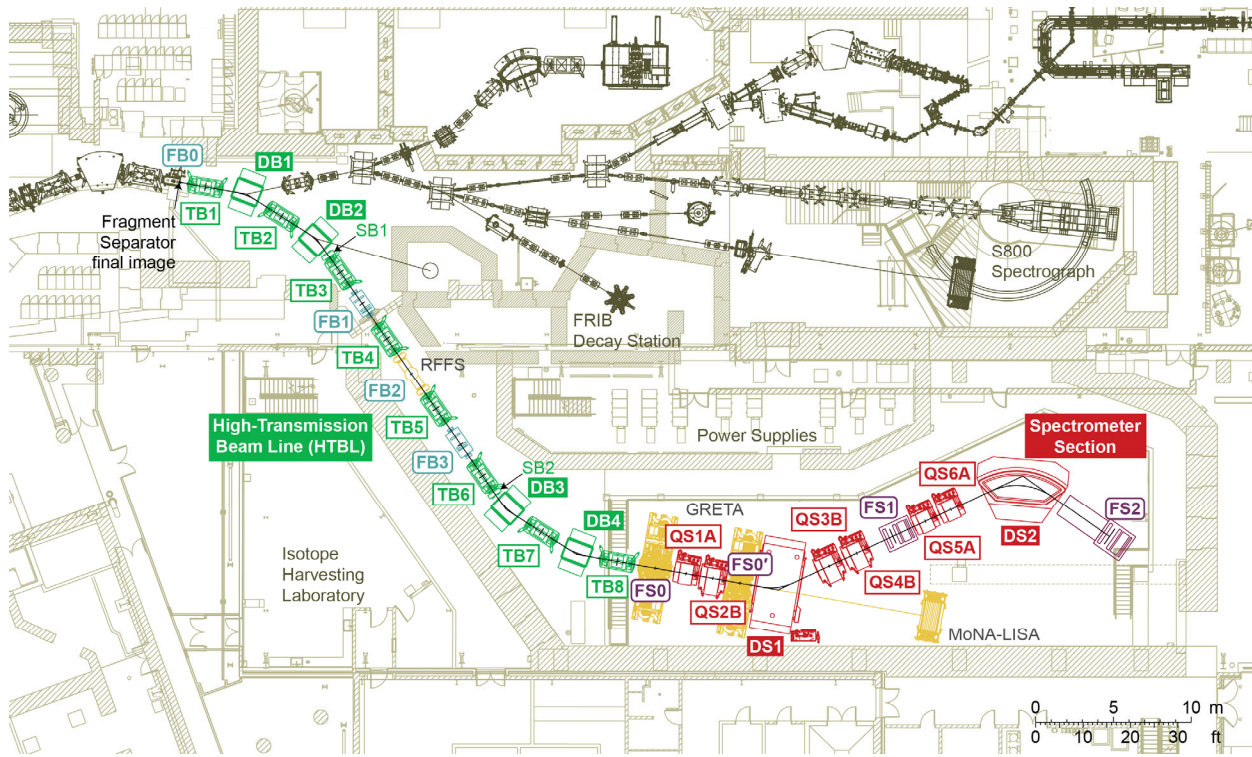 FB0
DB1
TB1
DB2
SB1
TB2
Fragment
Separator
final image
TB3
S800
Spectrograph
FB1
FRIB
Decay Station
TB4
RFFS
FB2
TB5
High-Transmission
Beam Line (HTBL)
Power Supplies
Spectrometer
Section
FB3
SB2
TB6
DB3
QS6A
GRETA
FS1
FS2
DB4
QS1A
QS3B
QS5A
DS2
TB7
Isotope
Harvesting
Laboratory
FS0'
QS4B
TB8
FS0
QS2B
DS1
MoNA-LISA
0 5 10 m
0 10 20 30 ft